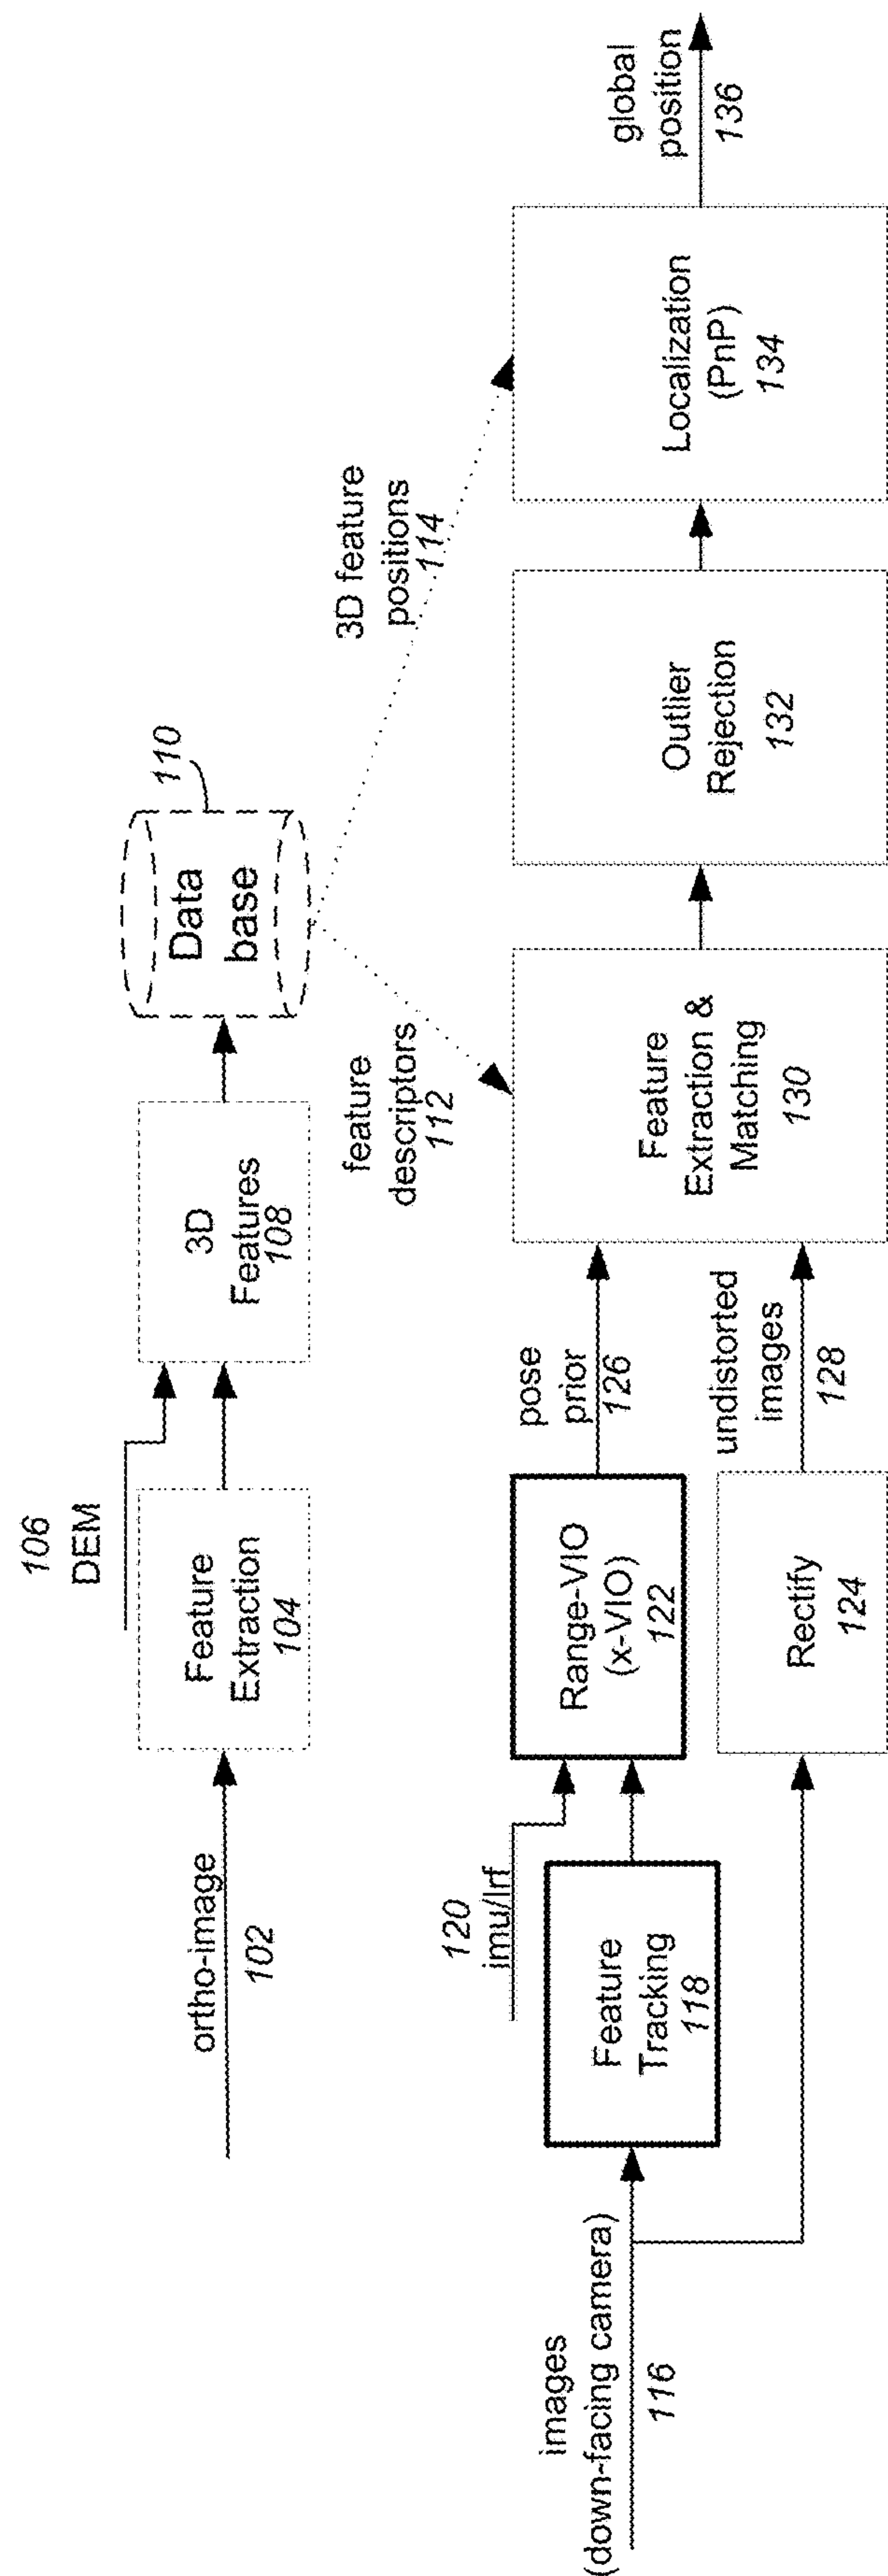 ortho-image
102
Feature
Extraction
104
106
DEM
3D
Features
108
Data
base
110
feature
descriptors
112
3D feature
positions
114
images
(down-facing camera)
116
Feature
Tracking
118
120
imu/lrf
Range-VIO
(x-VIO)
122
Rectify
124
pose
prior
126
undistorted
images
128
Feature
Extraction &
Matching
130
Outlier
Rejection
132
Localization
(PnP)
134
global
position
136